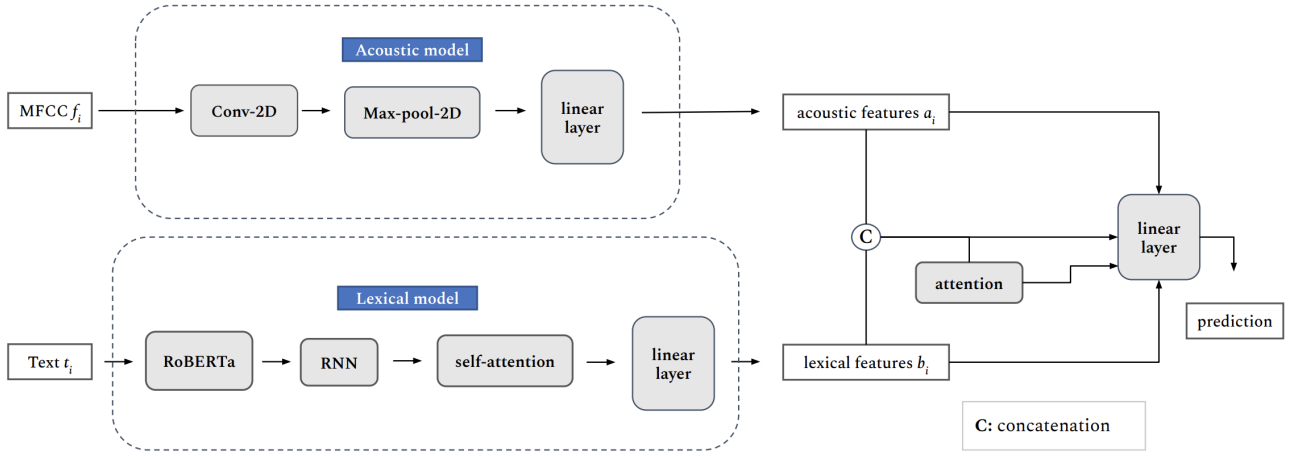 Acoustic model
MFCC f_i
Conv-2D
Max-pool-2D
linear
layer
acoustic features a_i
C
linear
layer
attention
prediction
Lexical model
Text t_i
RoBERTa
RNN
self-attention
linear
layer
lexical features b_i
C: concatenation